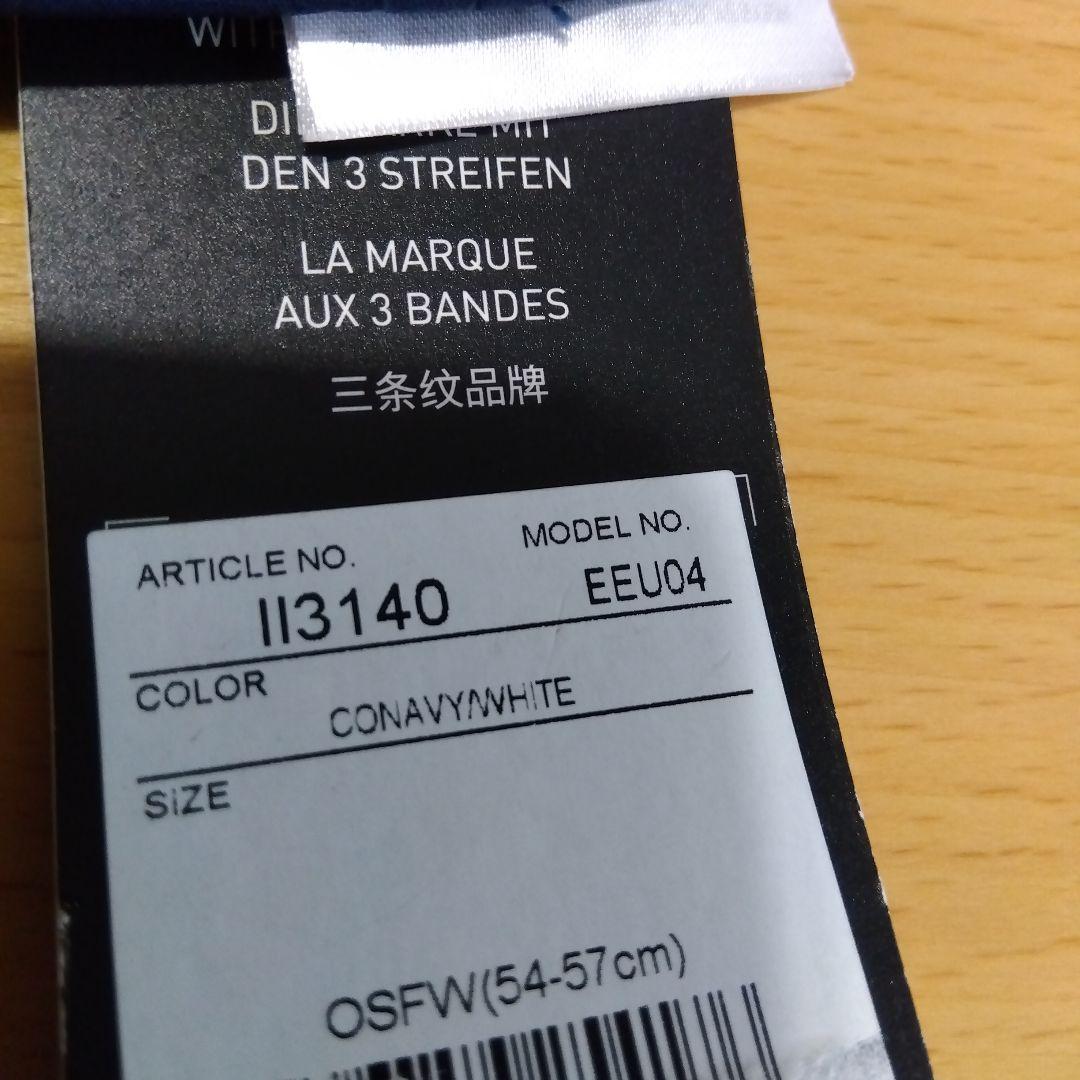 DEN 3 STREIFEN
LA MARQUE
AUX 3 BANDES
三条纹品牌
ARTICLE NO.
MODEL NO.
II3140
EEU04
COLOR
CONAVY/WHITE
SIZE
OSFW(54-57cm)